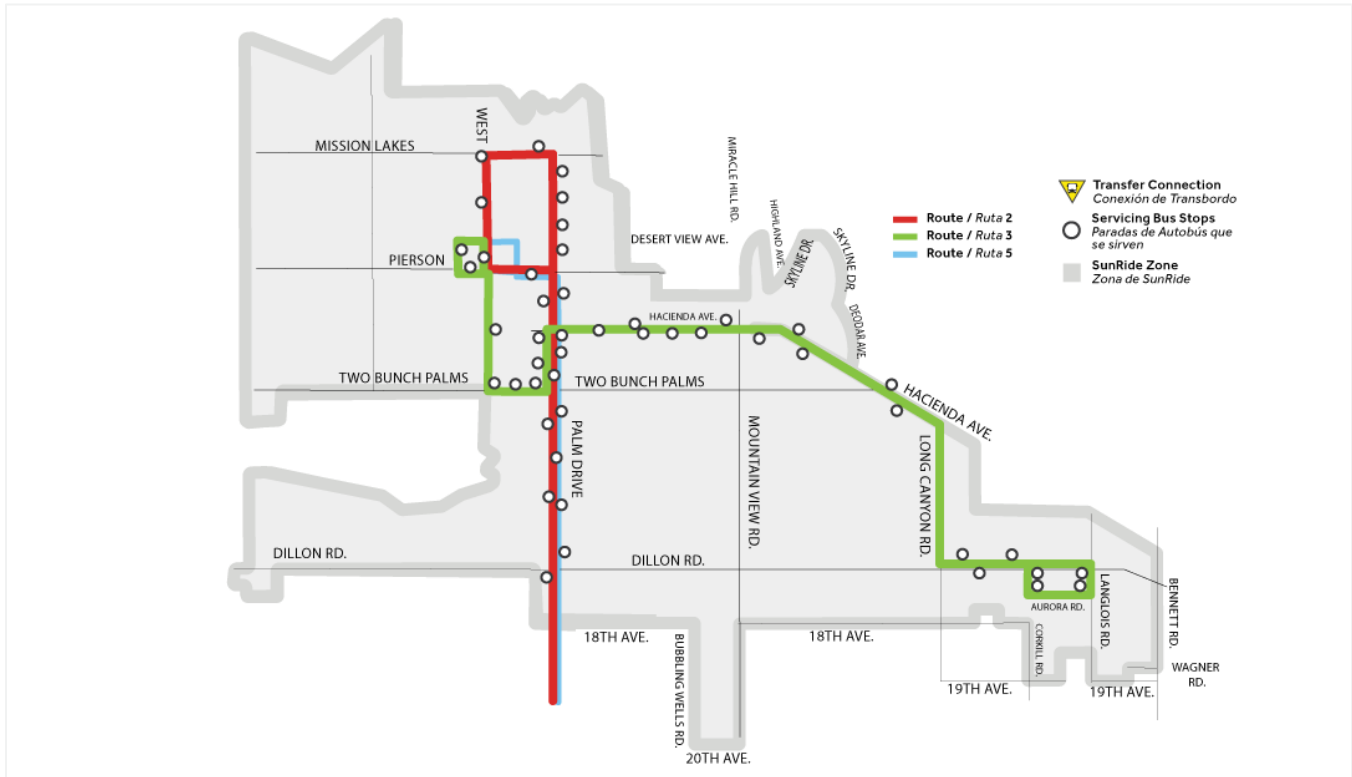 WEST
MISSION LAKES
MIRACLE HILL RD.
HIGHLAND AVE.
SKYLINE DR.
SKYLINE DR.
DEODAR AVE.
DESERT VIEW AVE.
PIERSON
HACIENDA AVE.
TWO BUNCH PALMS
TWO BUNCH PALMS
HACIENDA AVE.
PALM DRIVE
MOUNTAIN VIEW RD.
LONG CANYON RD.
DILLON RD.
DILLON RD.
AURORA RD.
LANGLOIS RD.
BENNETT RD.
18TH AVE.
BUBBLING WELLS RD.
18TH AVE.
CORKILL RD.
19TH AVE.
19TH AVE.
WAGNER
RD.
20TH AVE.
Route / Ruta 2
Route / Ruta 3
Route / Ruta 5
Transfer Connection
Conexión de Transbordo
Servicing Bus Stops
Paradas de Autobús que
se sirven
SunRide Zone
Zona de SunRide